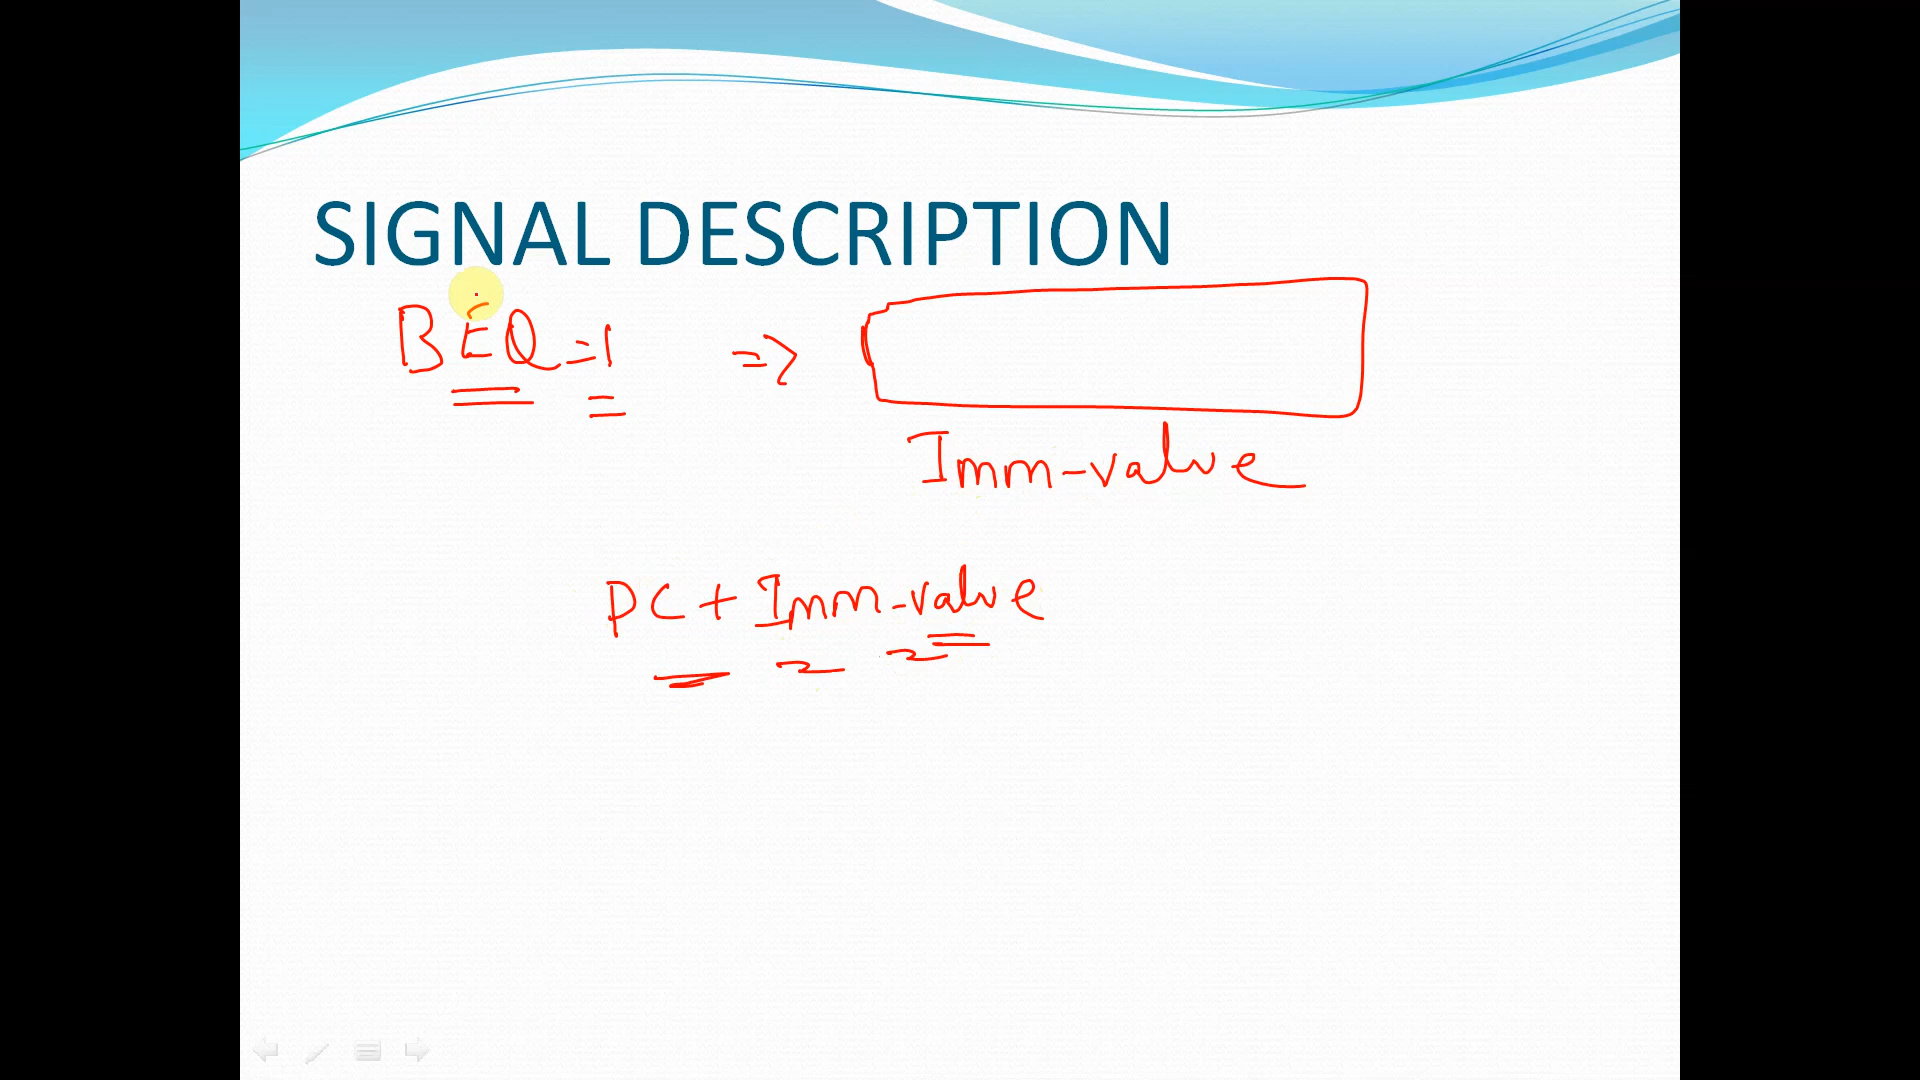 SIGNAL DESCRIPTION
BEQ=1 =>
Imm-value
PC+Imm-value